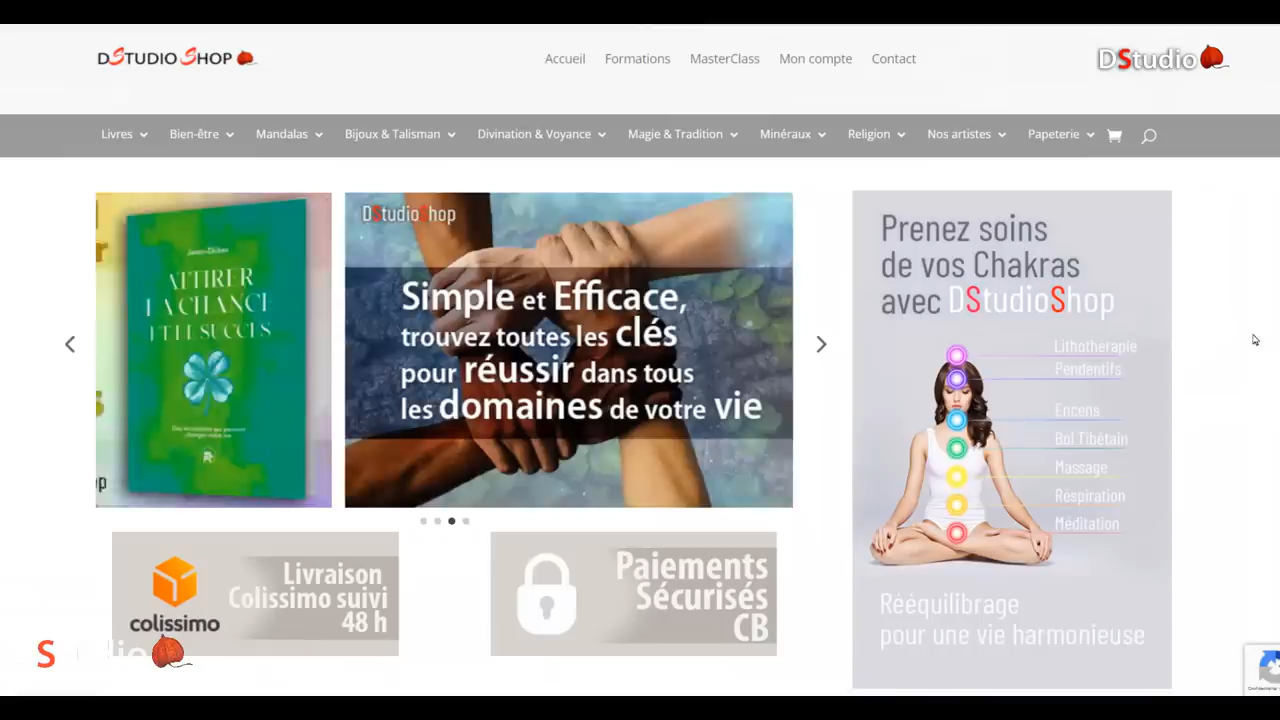 DSTUDIO SHOP
Accueil Formations MasterClass Mon compte Contact
DStudio
Livres Bien-être Mandalas Bijoux & Talisman Divination & Voyance Magie & Tradition Minéraux Religion Nos artistes Papeterie
ATTIRER
LA CHANCE
ET LE SUCCÈS
DStudioShop
Simple et Efficace,
trouvez toutes les clés
pour réussir dans tous
les domaines de votre vie
Prenez soins
de vos Chakras
avec DStudioShop
Lithothérapie
Pendentifs
Encens
Bol Tibétain
Massage
Réspiration
Méditation
Rééquilibrage
pour une vie harmonieuse
Livraison
Colissimo suivi
48 h
colissimo
Paiements
Sécurisés
CB